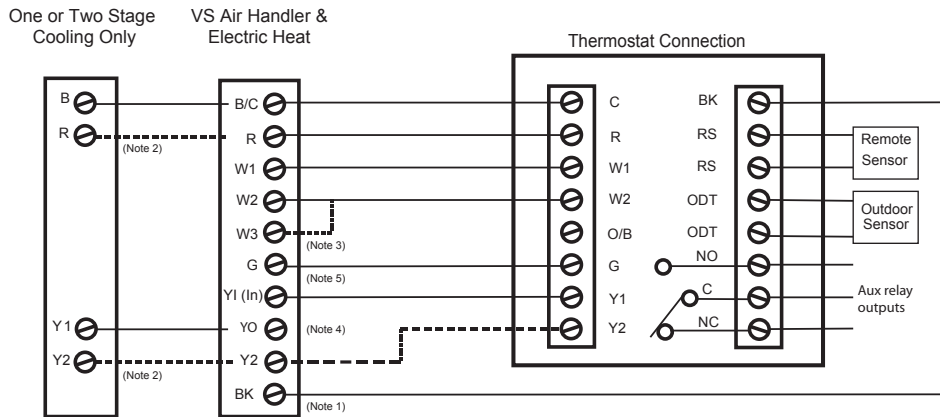 One or Two Stage
Cooling Only
VS Air Handler &
Electric Heat
Thermostat Connection
B
R
(Note 2)
Y1
Y2
(Note 2)
B/C
R
W1
W2
W3
(Note 3)
G
(Note 5)
YI (In)
YO
(Note 4)
Y2
BK
(Note 1)
C
R
W1
W2
O/B
G
Y1
Y2
BK
RS
RS
ODT
ODT
NO
C
NC
Remote
Sensor
Outdoor
Sensor
Aux relay
outputs